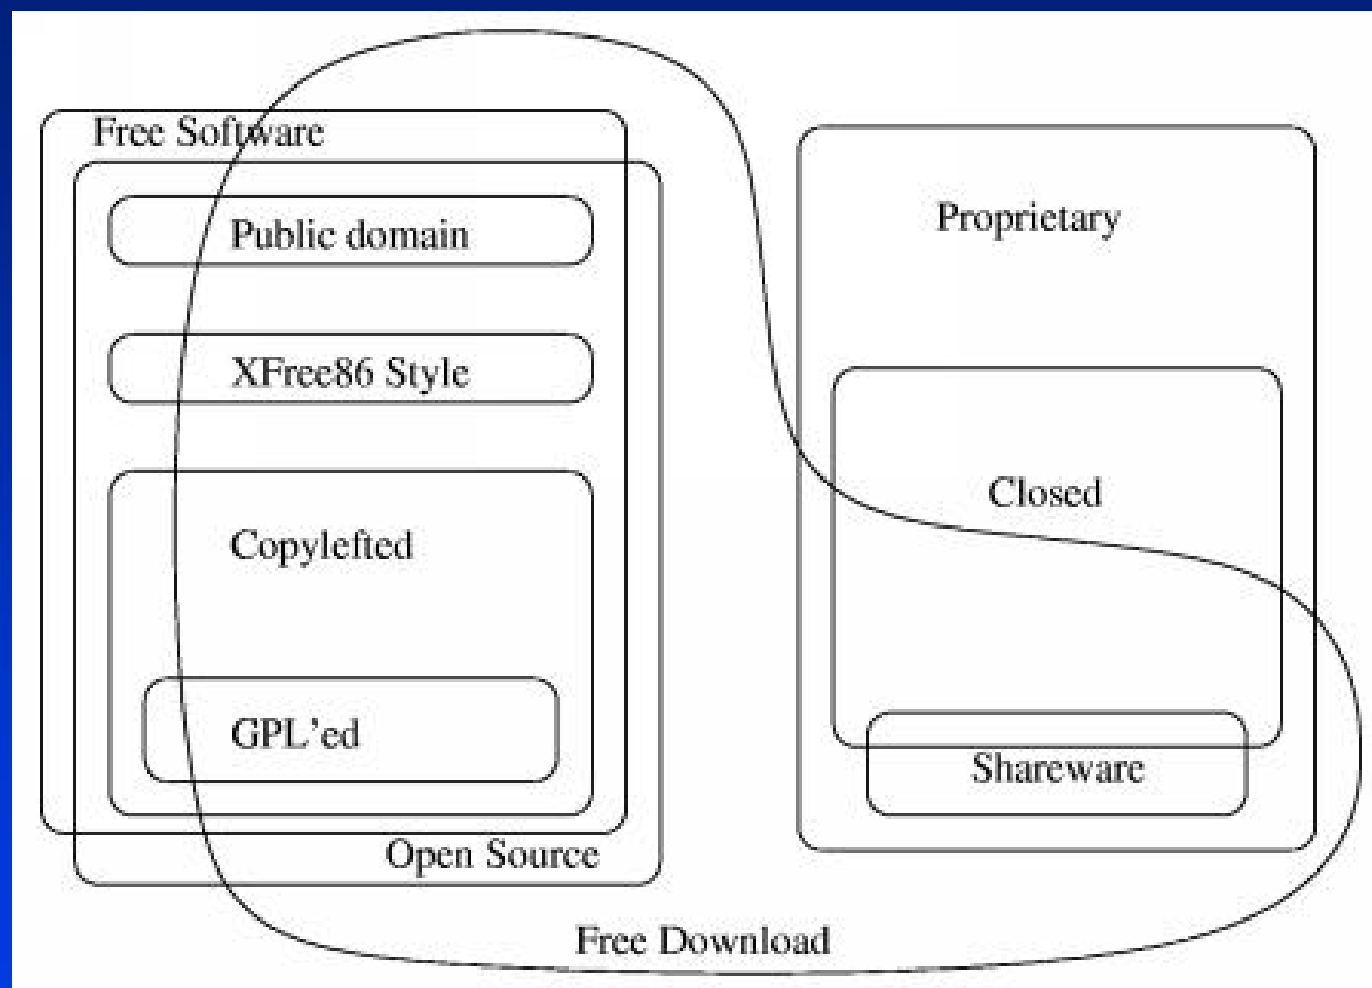 Free Software
Public domain
XFree86 Style
Copylefted
GPL'ed
Open Source
Proprietary
Closed
Shareware
Free Download